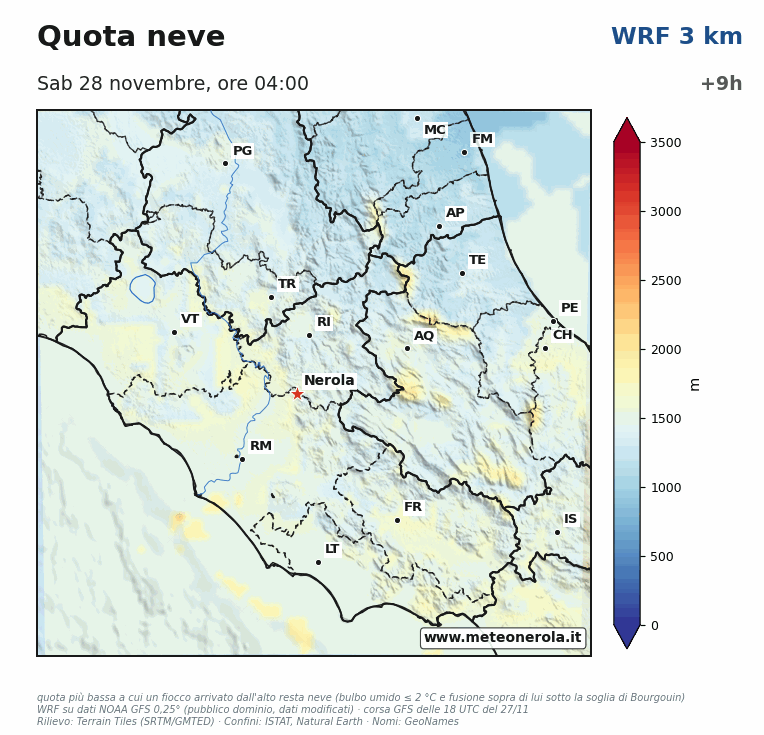 Quota neve
WRF 3 km
Sab 28 novembre, ore 04:00
+9h
MC
FM
PG
AP
TE
TR
PE
VT
RI
AQ
CH
Nerola
RM
FR
IS
LT
www.meteonerola.it
3500
3000
2500
2000
1500
1000
500
0
m
quota più bassa a cui un fiocco arrivato dall'alto resta neve (bulbo umido ≤ 2 °C e fusione sopra di lui sotto la soglia di Bourgouin)
WRF su dati NOAA GFS 0,25° (pubblico dominio, dati modificati) · corsa GFS delle 18 UTC del 27/11
Rilievo: Terrain Tiles (SRTM/GMTED) · Confini: ISTAT, Natural Earth · Nomi: GeoNames